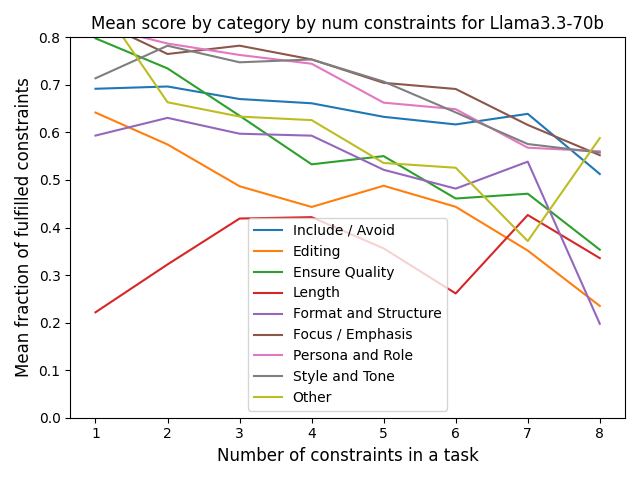 Mean score by category by num constraints for Llama3.3-70b
Mean fraction of fulfilled constraints
0.8
0.7
0.6
0.5
0.4
0.3
0.2
0.1
0.0
Include / Avoid
Editing
Ensure Quality
Length
Format and Structure
Focus / Emphasis
Persona and Role
Style and Tone
Other
1 2 3 4 5 6 7 8
Number of constraints in a task